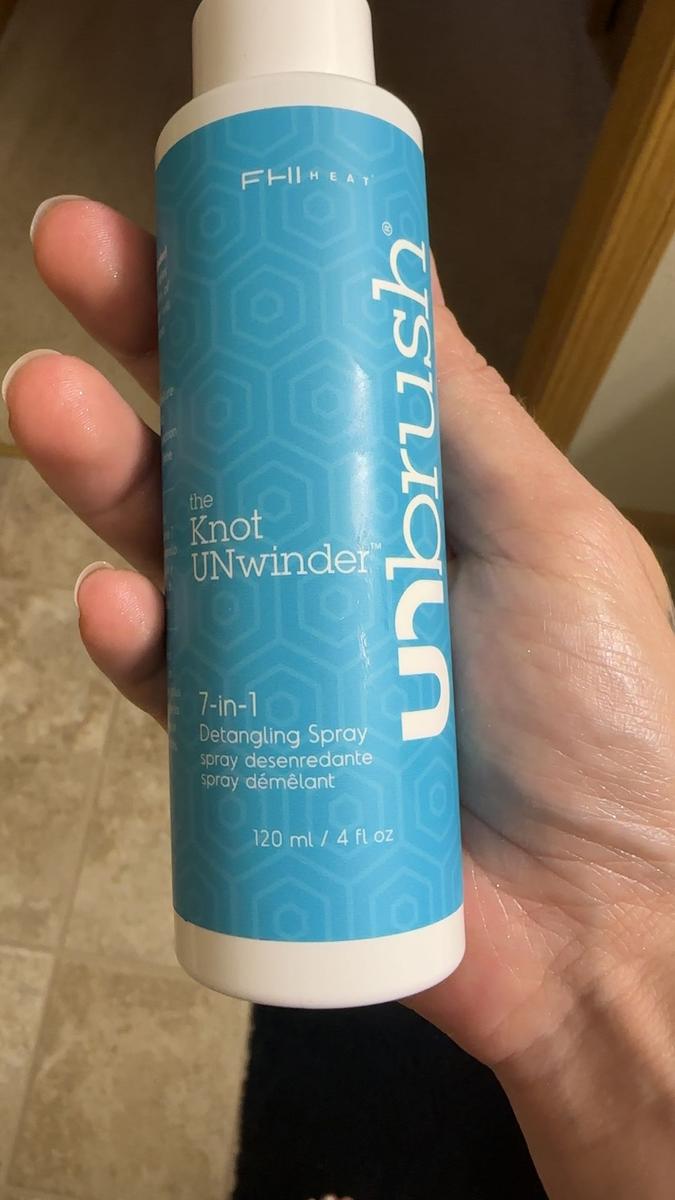 FHI HEAT
unbrush®
the
Knot
UNwinder™
7-in-1
Detangling Spray
spray desenredante
spray démêlant
120 ml / 4 fl oz